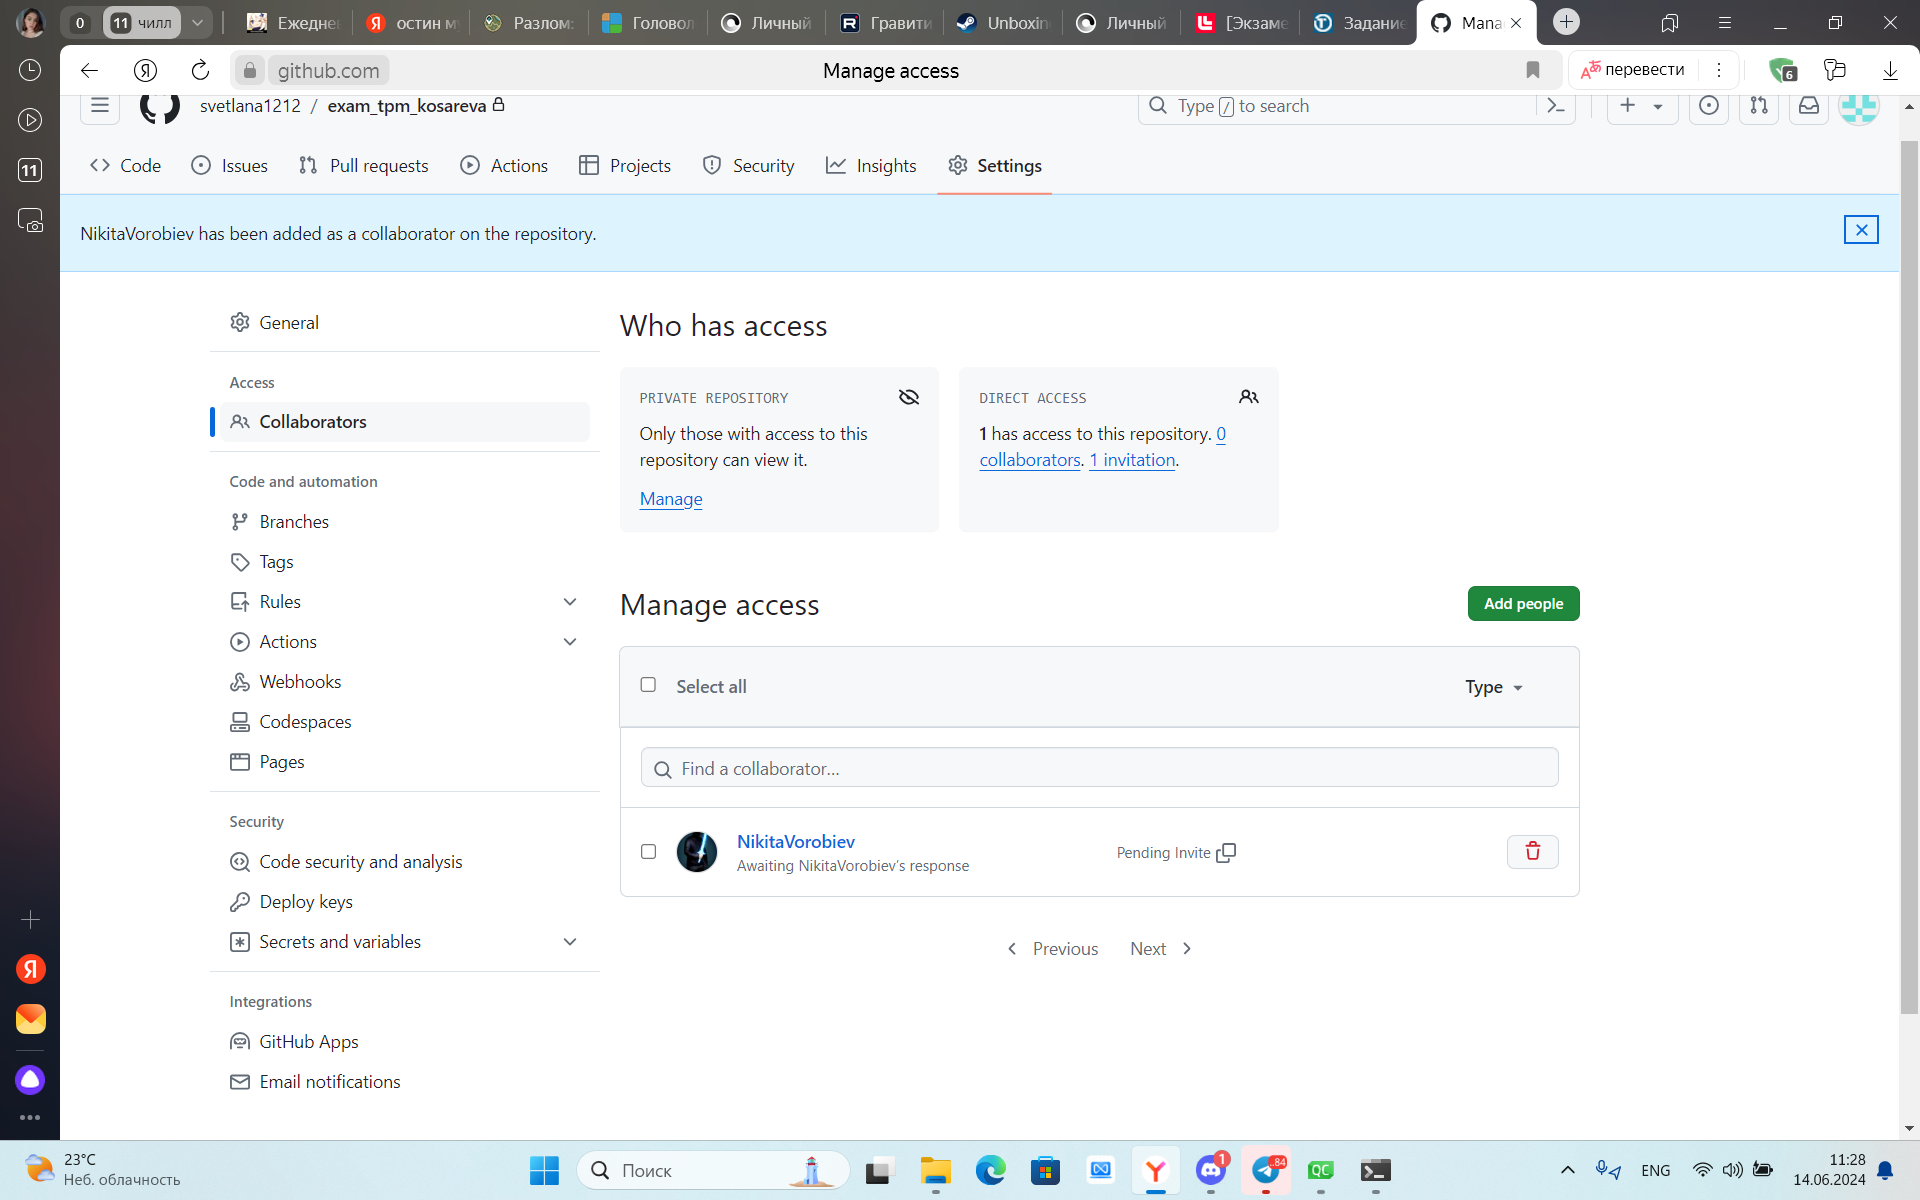 0
11 чилл
Ежедне
остин м
Разлом:
Голово
Личный
Гравити
Unboxin
Личный
[Экзаме
Задание
Mana
github.com
Manage access
перевести
6
11
svetlana1212 / exam_tpm_kosareva
Type / to search
Code
Issues
Pull requests
Actions
Projects
Security
Insights
Settings
NikitaVorobiev has been added as a collaborator on the repository.
General
Access
Collaborators
Code and automation
Branches
Tags
Rules
Actions
Webhooks
Codespaces
Pages
Security
Code security and analysis
Deploy keys
Secrets and variables
Integrations
GitHub Apps
Email notifications
Who has access
PRIVATE REPOSITORY
Only those with access to this
repository can view it.
Manage
DIRECT ACCESS
1 has access to this repository. 0
collaborators. 1 invitation.
Manage access
Add people
Select all
Type
Find a collaborator...
NikitaVorobiev
Awaiting NikitaVorobiev's response
Pending Invite
Previous
Next
23°C
Неб. облачность
Поиск
1
84
QC
ENG
11:28
14.06.2024